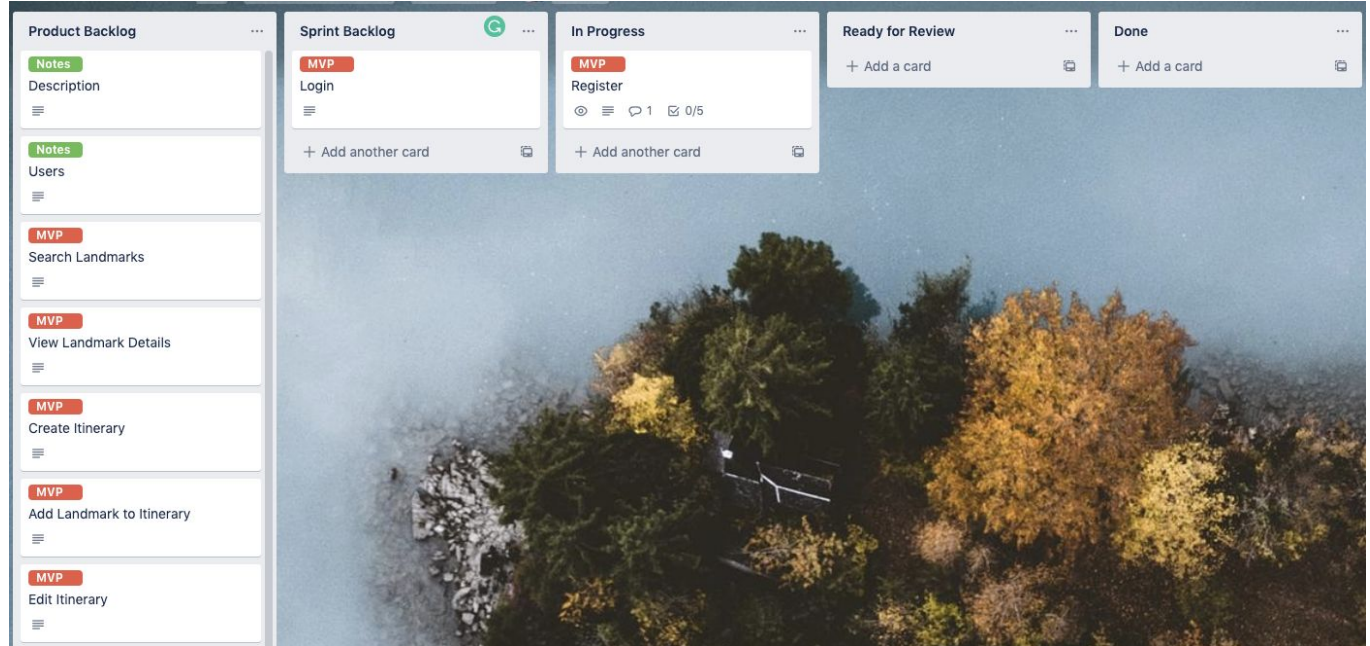 Product Backlog
Notes
Description
Notes
Users
MVP
Search Landmarks
MVP
View Landmark Details
MVP
Create Itinerary
MVP
Add Landmark to Itinerary
MVP
Edit Itinerary
Sprint Backlog
MVP
Login
+ Add another card
In Progress
MVP
Register
1 0/5
+ Add another card
Ready for Review
+ Add a card
Done
+ Add a card